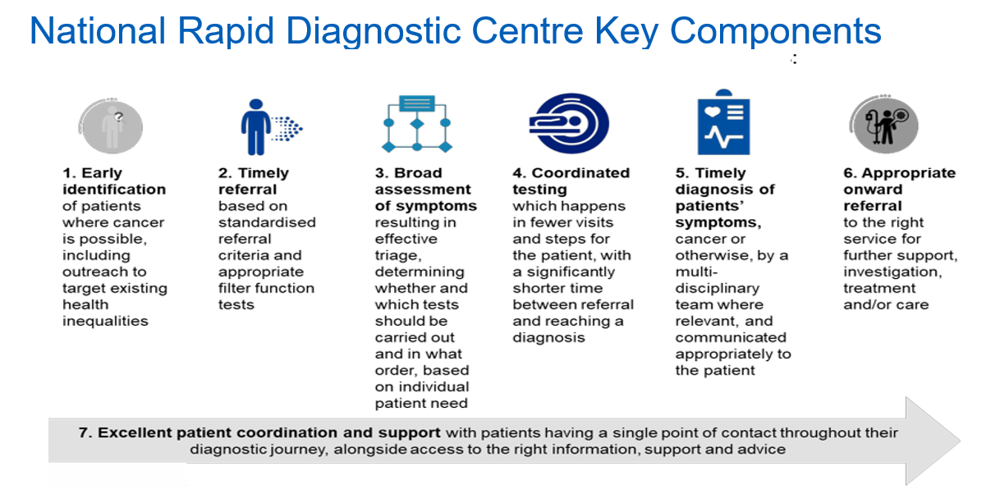 National Rapid Diagnostic Centre Key Components
:
1. Early
identification
of patients
where cancer
is possible,
including
outreach to
target existing
health
inequalities
2. Timely
referral
based on
standardised
referral
criteria and
appropriate
filter function
tests
3. Broad
assessment
of symptoms
resulting in
effective
triage,
determining
whether and
which tests
should be
carried out
and in what
order, based
on individual
patient need
4. Coordinated
testing
which happens
in fewer visits
and steps for
the patient, with
a significantly
shorter time
between referral
and reaching a
diagnosis
5. Timely
diagnosis of
patients’
symptoms,
cancer or
otherwise, by a
multi-
disciplinary
team where
relevant, and
communicated
appropriately to
the patient
6. Appropriate
onward
referral
to the right
service for
further support,
investigation,
treatment
and/or care
7. Excellent patient coordination and support with patients having a single point of contact throughout their
diagnostic journey, alongside access to the right information, support and advice